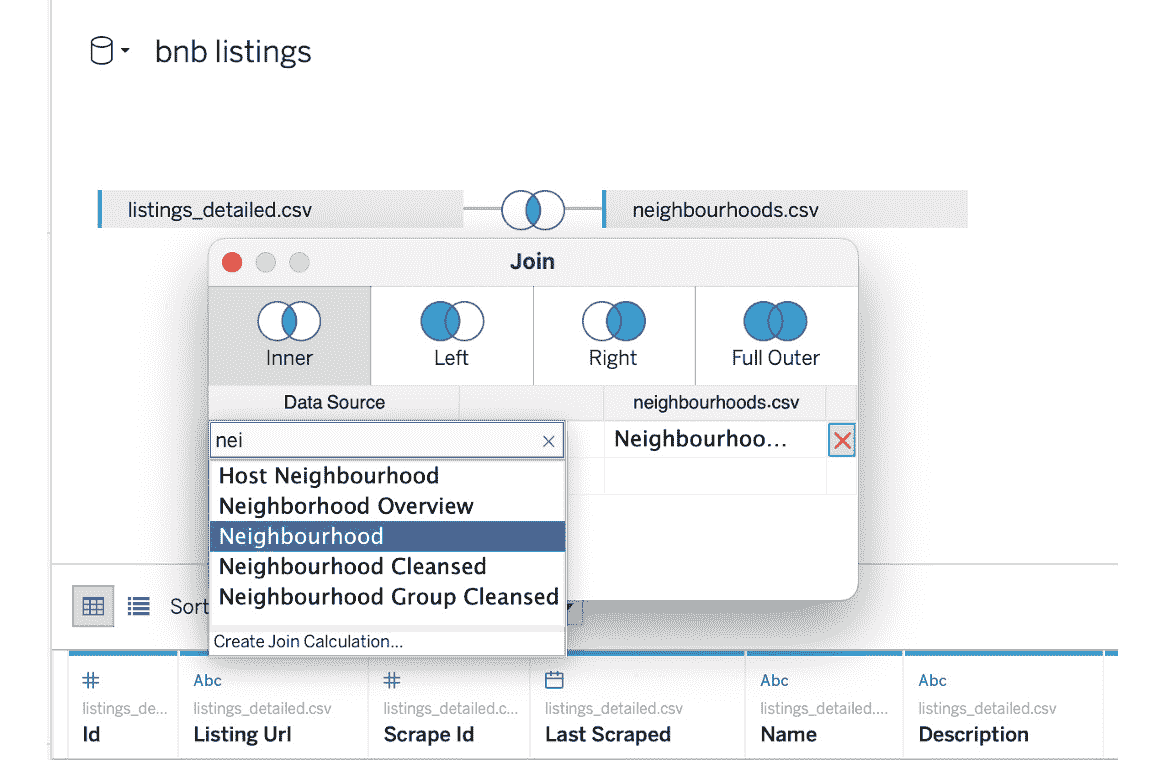 bnb listings
listings_detailed.csv
neighbourhoods.csv
Join
Inner
Left
Right
Full Outer
Data Source
neighbourhoods.csv
nei
Neighbourhoo...
Host Neighbourhood
Neighborhood Overview
Neighbourhood
Neighbourhood Cleansed
Neighbourhood Group Cleansed
Create Join Calculation...
Sort
Abc
Abc
Abc
listings_de...
listings_detailed.csv
listings_detailed.c...
listings_detailed.csv
listings_detailed....
listings_detailed.csv
Id
Listing Url
Scrape Id
Last Scraped
Name
Description